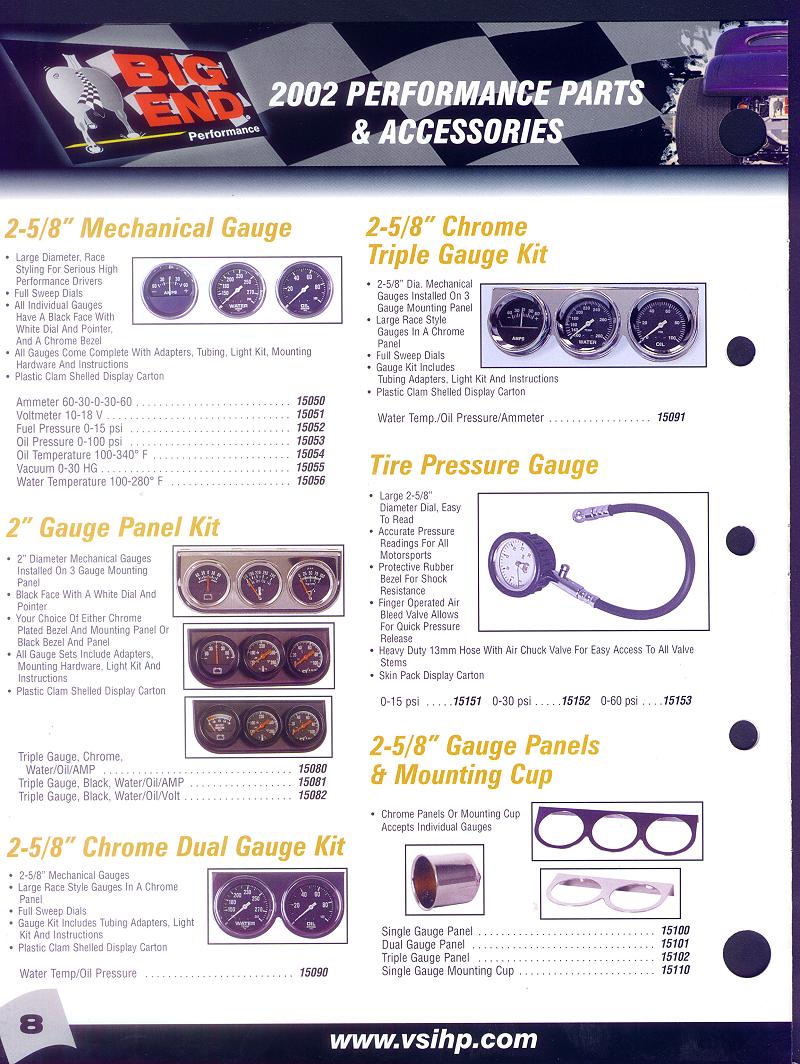 BIG
END
Performance
2002 PERFORMANCE PARTS
& ACCESSORIES
2-5/8” Mechanical Gauge
• Large Diameter, Race
Styling For Serious High
Performance Drivers
• Full Sweep Dials
• All Individual Gauges
Have A Black Face With
White Dial And Pointer,
And A Chrome Bezel
• All Gauges Come Complete With Adapters, Tubing, Light Kit, Mounting
Hardware And Instructions
• Plastic Clam Shelled Display Carton
Ammeter 60-30-0-30-60 . . . . . . . . . . 15050
Voltmeter 10-18 V . . . . . . . . . . 15051
Fuel Pressure 0-15 psi . . . . . . . . . . 15052
Oil Pressure 0-100 psi . . . . . . . . . . 15053
Oil Temperature 100-340° F . . . . . . . . . . 15054
Vacuum 0-30 HG . . . . . . . . . . 15055
Water Temperature 100-280° F . . . . . . . . . . 15056
2” Gauge Panel Kit
• 2” Diameter Mechanical Gauges
Installed On 3 Gauge Mounting
Panel
• Black Face With A White Dial And
Pointer
• Your Choice Of Either Chrome
Plated Bezel And Mounting Panel Or
Black Bezel And Panel
• All Gauge Sets Include Adapters,
Mounting Hardware, Light Kit And
Instructions
• Plastic Clam Shelled Display Carton
Triple Gauge, Chrome,
Water/Oil/AMP . . . . . . . . . . 15080
Triple Gauge, Black, Water/Oil/AMP . . . . . . . . . . 15081
Triple Gauge, Black, Water/Oil/Volt . . . . . . . . . . 15082
2-5/8” Chrome Dual Gauge Kit
• 2-5/8” Mechanical Gauges
• Large Race Style Gauges In A Chrome
Panel
• Full Sweep Dials
• Gauge Kit Includes Tubing Adapters, Light
Kit And Instructions
• Plastic Clam Shelled Display Carton
WATER
OIL
Water Temp/Oil Pressure . . . . . . . . . . 15090
2-5/8” Chrome
Triple Gauge Kit
• 2-5/8” Dia. Mechanical
Gauges Installed On 3
Gauge Mounting Panel
• Large Race Style
Gauges In A Chrome
Panel
• Full Sweep Dials
• Gauge Kit Includes
Tubing Adapters, Light Kit And Instructions
• Plastic Clam Shelled Display Carton
AMPS
WATER
OIL
Water Temp./Oil Pressure/Ammeter . . . . . . . . . . 15091
Tire Pressure Gauge
• Large 2-5/8”
Diameter Dial, Easy
To Read
• Accurate Pressure
Readings For All
Motorsports
• Protective Rubber
Bezel For Shock
Resistance
• Finger Operated Air
Bleed Valve Allows
For Quick Pressure
Release
• Heavy Duty 13mm Hose With Air Chuck Valve For Easy Access To All Valve
Stems
• Skin Pack Display Carton
0-15 psi . . . . . 15151 0-30 psi . . . . . 15152 0-60 psi . . . . 15153
2-5/8” Gauge Panels
& Mounting Cup
• Chrome Panels Or Mounting Cup
Accepts Individual Gauges
Single Gauge Panel . . . . . . . . . . 15100
Dual Gauge Panel . . . . . . . . . . 15101
Triple Gauge Panel . . . . . . . . . . 15102
Single Gauge Mounting Cup . . . . . . . . . . 15110
8
www.vsihp.com